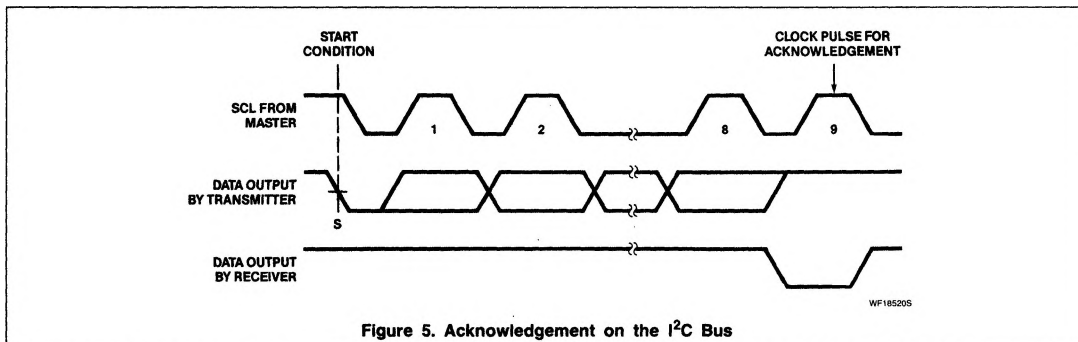 START
CONDITION
CLOCK PULSE FOR
ACKNOWLEDGEMENT
SCL FROM
MASTER
1
2
8
9
DATA OUTPUT
BY TRANSMITTER
S
DATA OUTPUT
BY RECEIVER
WF18520S
Figure 5. Acknowledgement on the I²C Bus